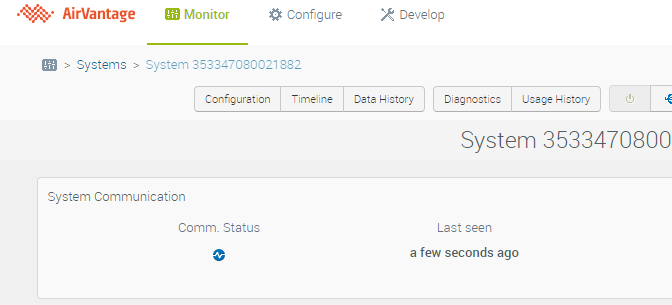 AirVantage Monitor Configure Develop
> Systems > System 353347080021882
Configuration Timeline Data History Diagnostics Usage History
System 3533470800
System Communication
Comm. Status Last seen
a few seconds ago